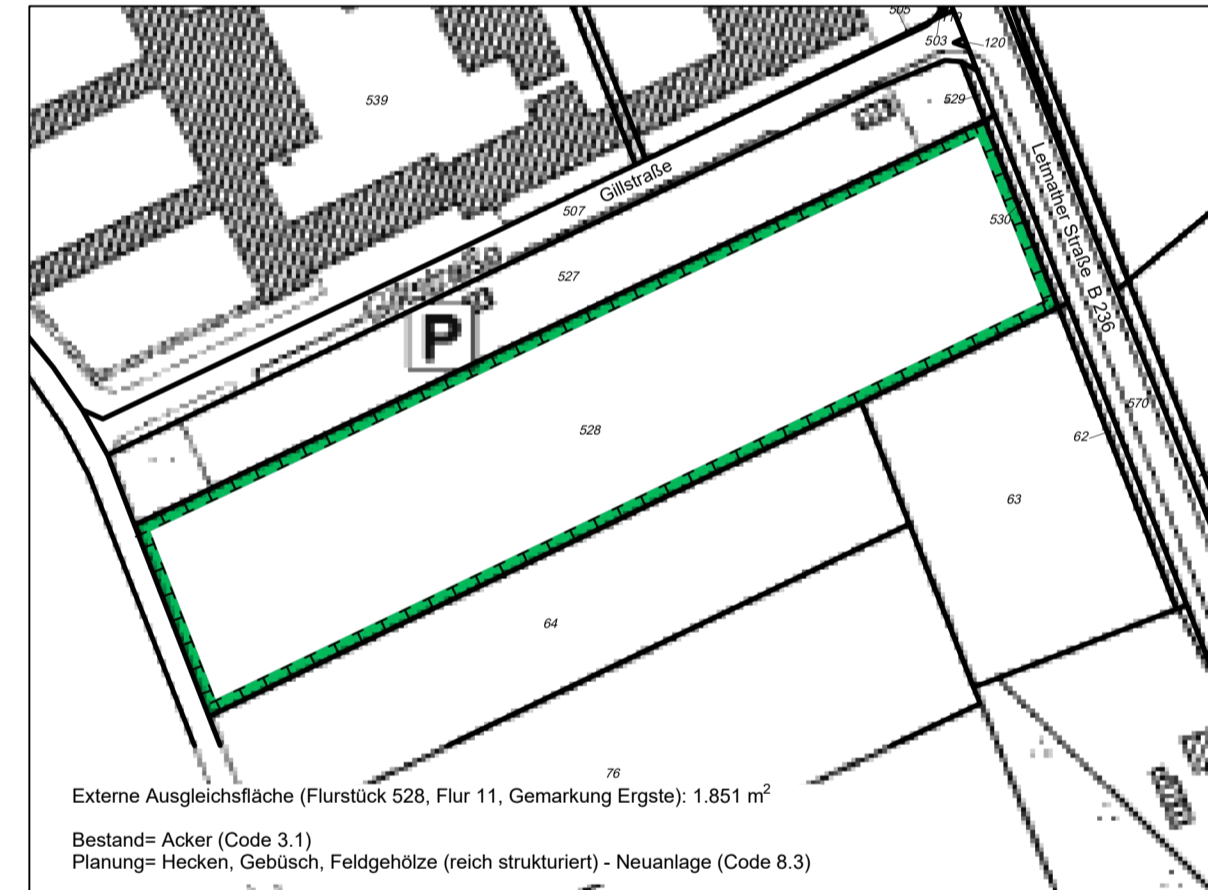 505
503
120
539
529
Letmather Straße B 236
Gillstraße
507
530
527
P
528
570
62
63
64
76
Externe Ausgleichsfläche (Flurstück 528, Flur 11, Gemarkung Ergste): 1.851 m²
Bestand= Acker (Code 3.1)
Planung= Hecken, Gebüsch, Feldgehölze (reich strukturiert) - Neuanlage (Code 8.3)